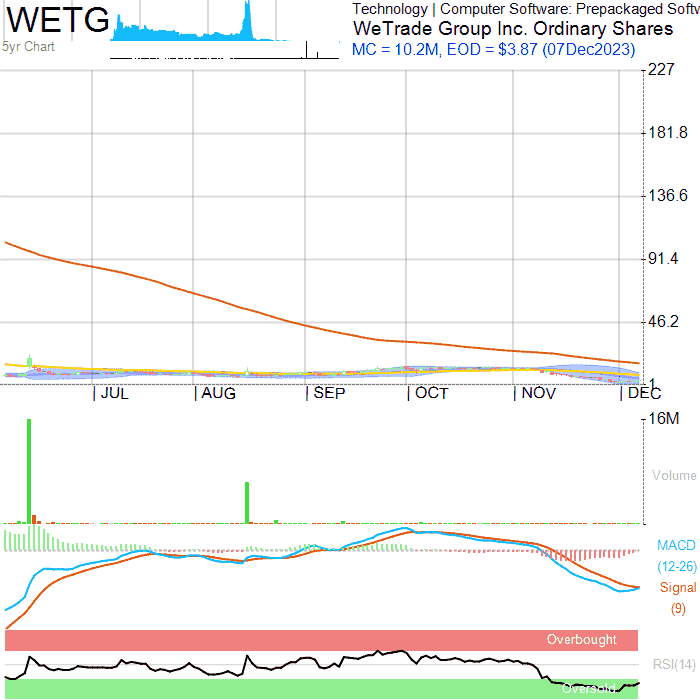 WETG
5yr Chart
Technology | Computer Software: Prepackaged Softw
WeTrade Group Inc. Ordinary Shares
MC = 10.2M, EOD = $3.87 (07Dec2023)
227
181.8
136.6
91.4
46.2
1
JUL
AUG
SEP
OCT
NOV
DEC
16M
Volume
MACD
(12-26)
Signal
(9)
Overbought
RSI(14)
Oversold